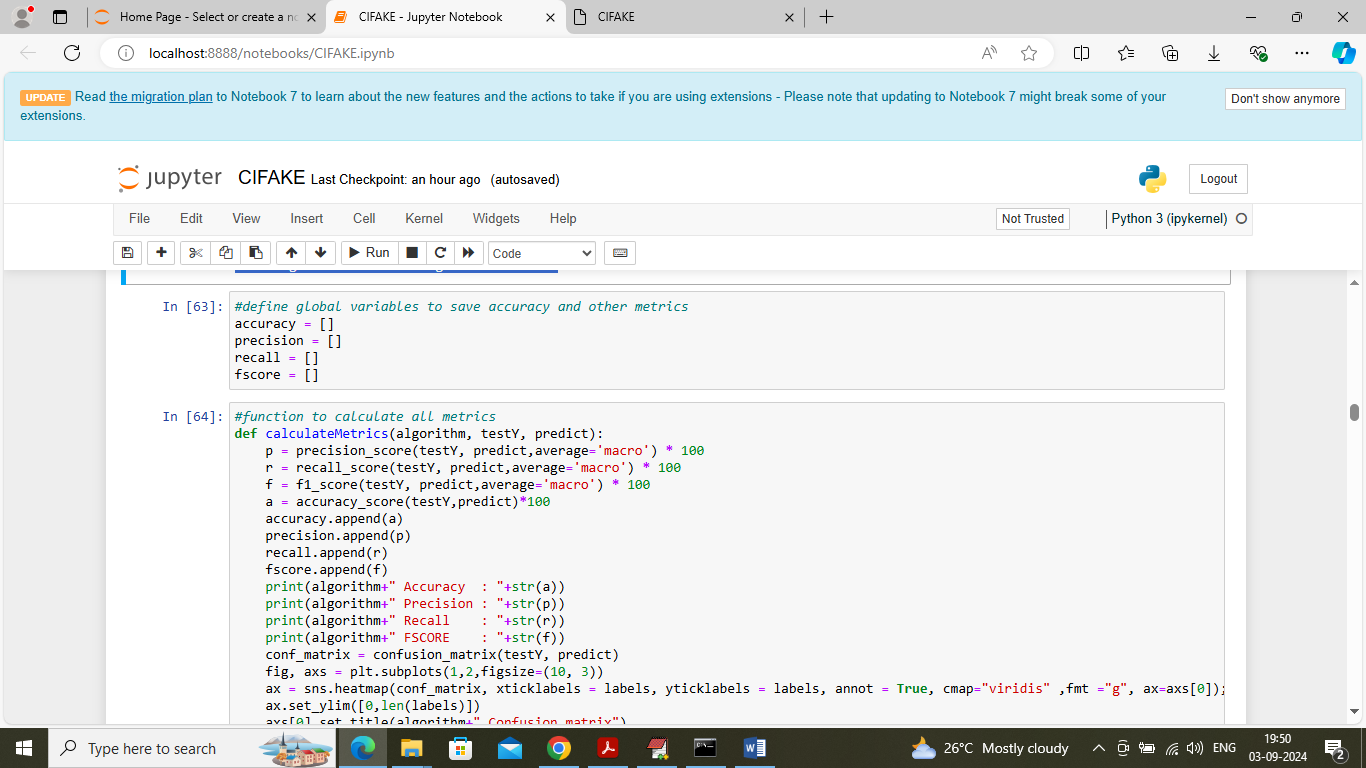 Home Page - Select or create a no
CIFAKE - Jupyter Notebook
CIFAKE
localhost:8888/notebooks/CIFAKE.ipynb
UPDATE Read the migration plan to Notebook 7 to learn about the new features and the actions to take if you are using extensions - Please note that updating to Notebook 7 might break some of your
extensions.
Don't show anymore
jupyter CIFAKE Last Checkpoint: an hour ago (autosaved)
Logout
File Edit View Insert Cell Kernel Widgets Help
Not Trusted
Python 3 (ipykernel)
Run
Code
In [63]:
#define global variables to save accuracy and other metrics
accuracy = []
precision = []
recall = []
fscore = []
In [64]:
#function to calculate all metrics
def calculateMetrics(algorithm, testY, predict):
    p = precision_score(testY, predict,average='macro') * 100
    r = recall_score(testY, predict,average='macro') * 100
    f = f1_score(testY, predict,average='macro') * 100
    a = accuracy_score(testY,predict)*100
    accuracy.append(a)
    precision.append(p)
    recall.append(r)
    fscore.append(f)
    print(algorithm+" Accuracy  : "+str(a))
    print(algorithm+" Precision : "+str(p))
    print(algorithm+" Recall    : "+str(r))
    print(algorithm+" FSCORE    : "+str(f))
    conf_matrix = confusion_matrix(testY, predict)
    fig, axs = plt.subplots(1,2,figsize=(10, 3))
    ax = sns.heatmap(conf_matrix, xticklabels = labels, yticklabels = labels, annot = True, cmap="viridis" ,fmt ="g", ax=axs[0]);
    ax.set_ylim([0,len(labels)])
    axs[0].set_title(algorithm+" Confusion matrix")
Type here to search
26°C Mostly cloudy
ENG
19:50
03-09-2024
2